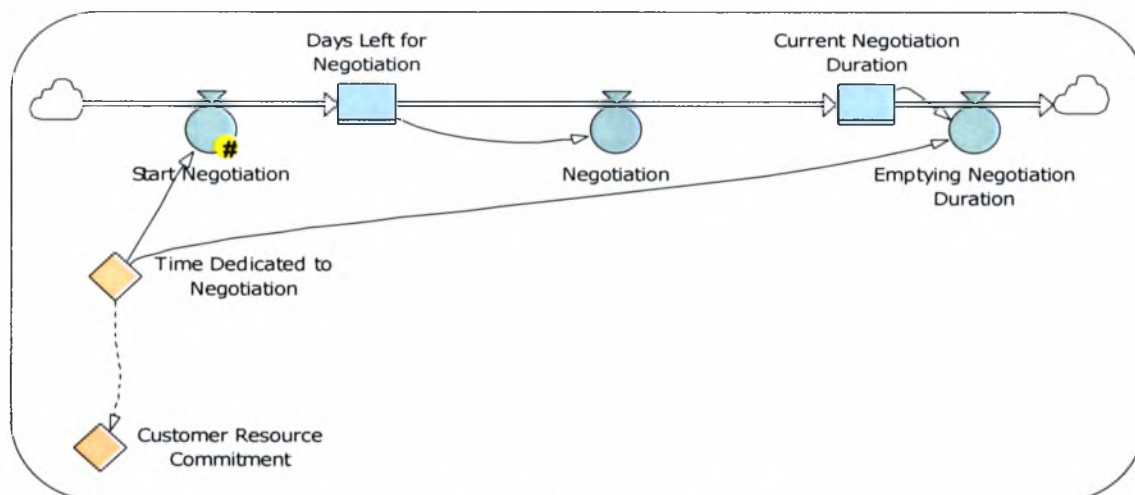 Days Left for
Negotiation
Current Negotiation
Duration
#
Start Negotiation
Negotiation
Emptying Negotiation
Duration
Time Dedicated to
Negotiation
Customer Resource
Commitment